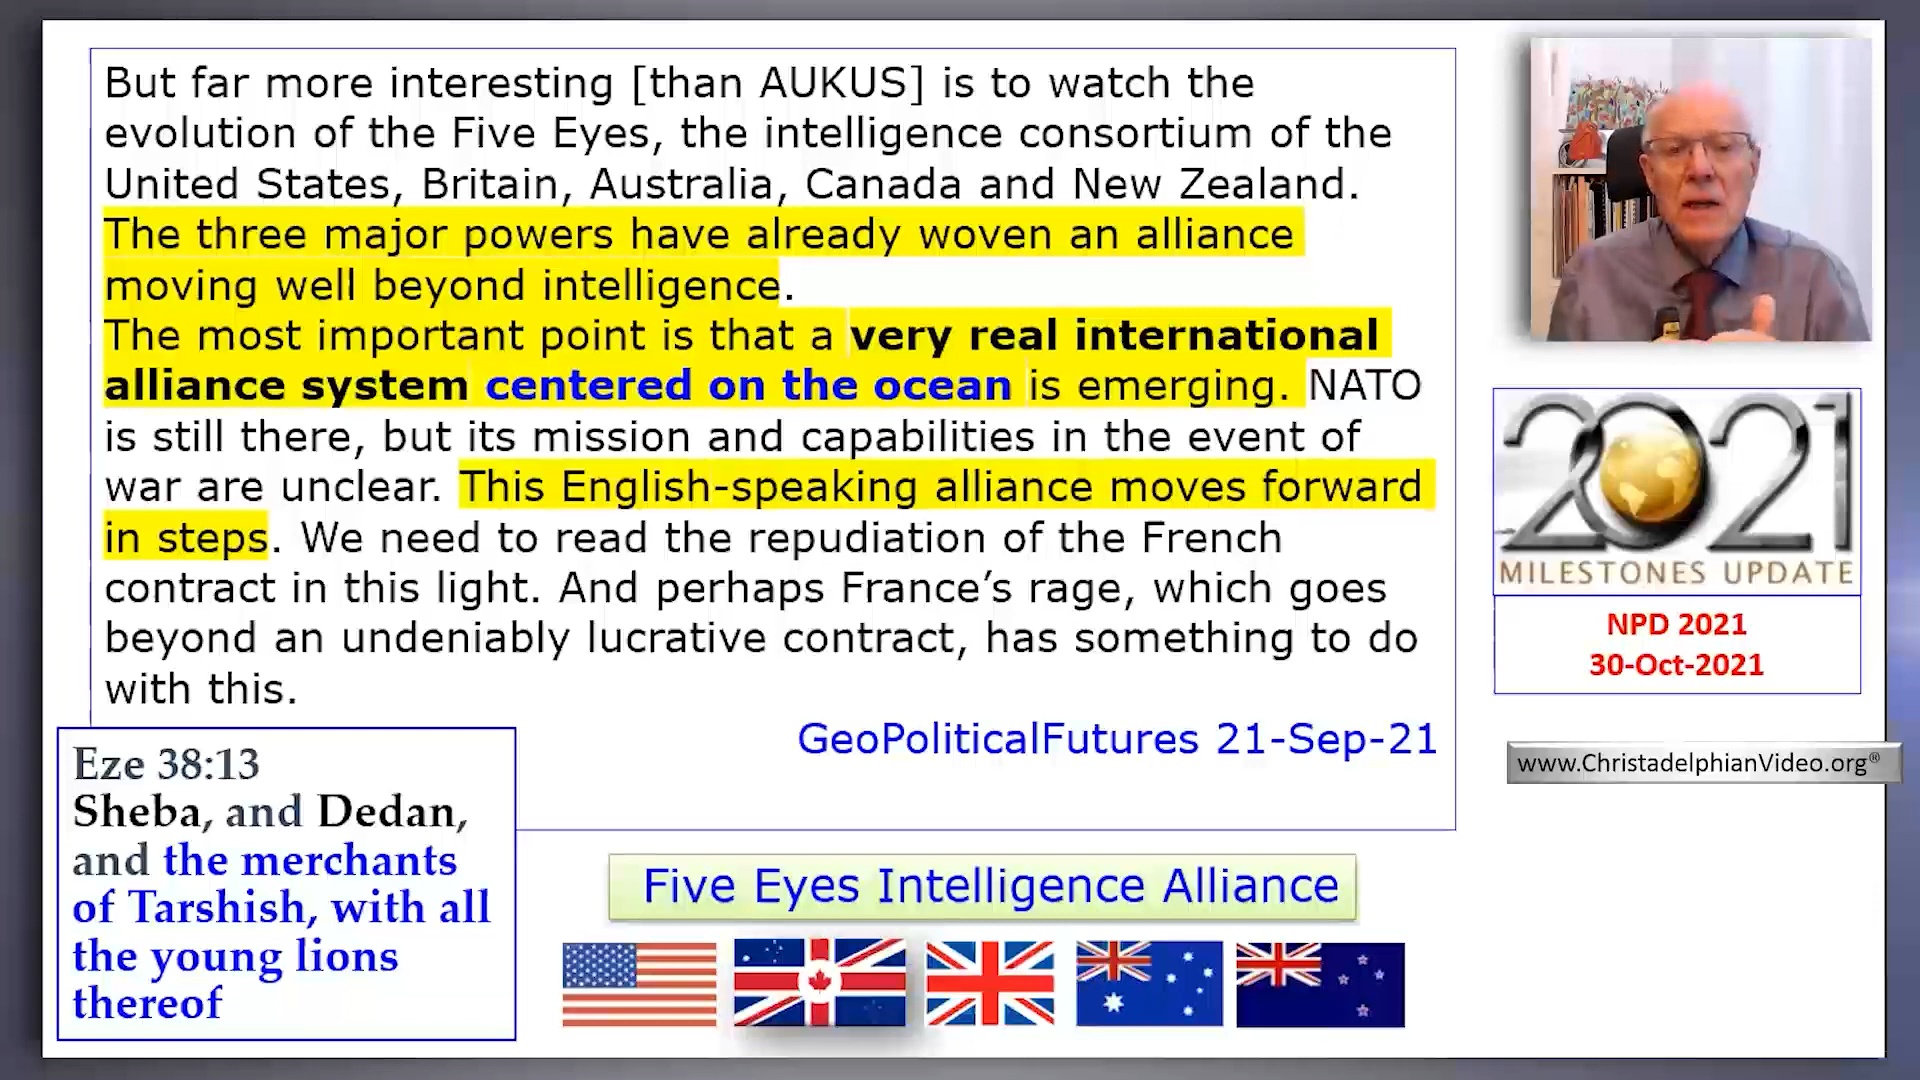 But far more interesting [than AUKUS] is to watch the
evolution of the Five Eyes, the intelligence consortium of the
United States, Britain, Australia, Canada and New Zealand.
The three major powers have already woven an alliance
moving well beyond intelligence.
The most important point is that a very real international
alliance system centered on the ocean is emerging. NATO
is still there, but its mission and capabilities in the event of
war are unclear. This English-speaking alliance moves forward
in steps. We need to read the repudiation of the French
contract in this light. And perhaps France’s rage, which goes
beyond an undeniably lucrative contract, has something to do
with this.
GeoPoliticalFutures 21-Sep-21
Eze 38:13
Sheba, and Dedan,
and the merchants
of Tarshish, with all
the young lions
thereof
Five Eyes Intelligence Alliance
2021
MILESTONES UPDATE
NPD 2021
30-Oct-2021
www.ChristadelphianVideo.org®